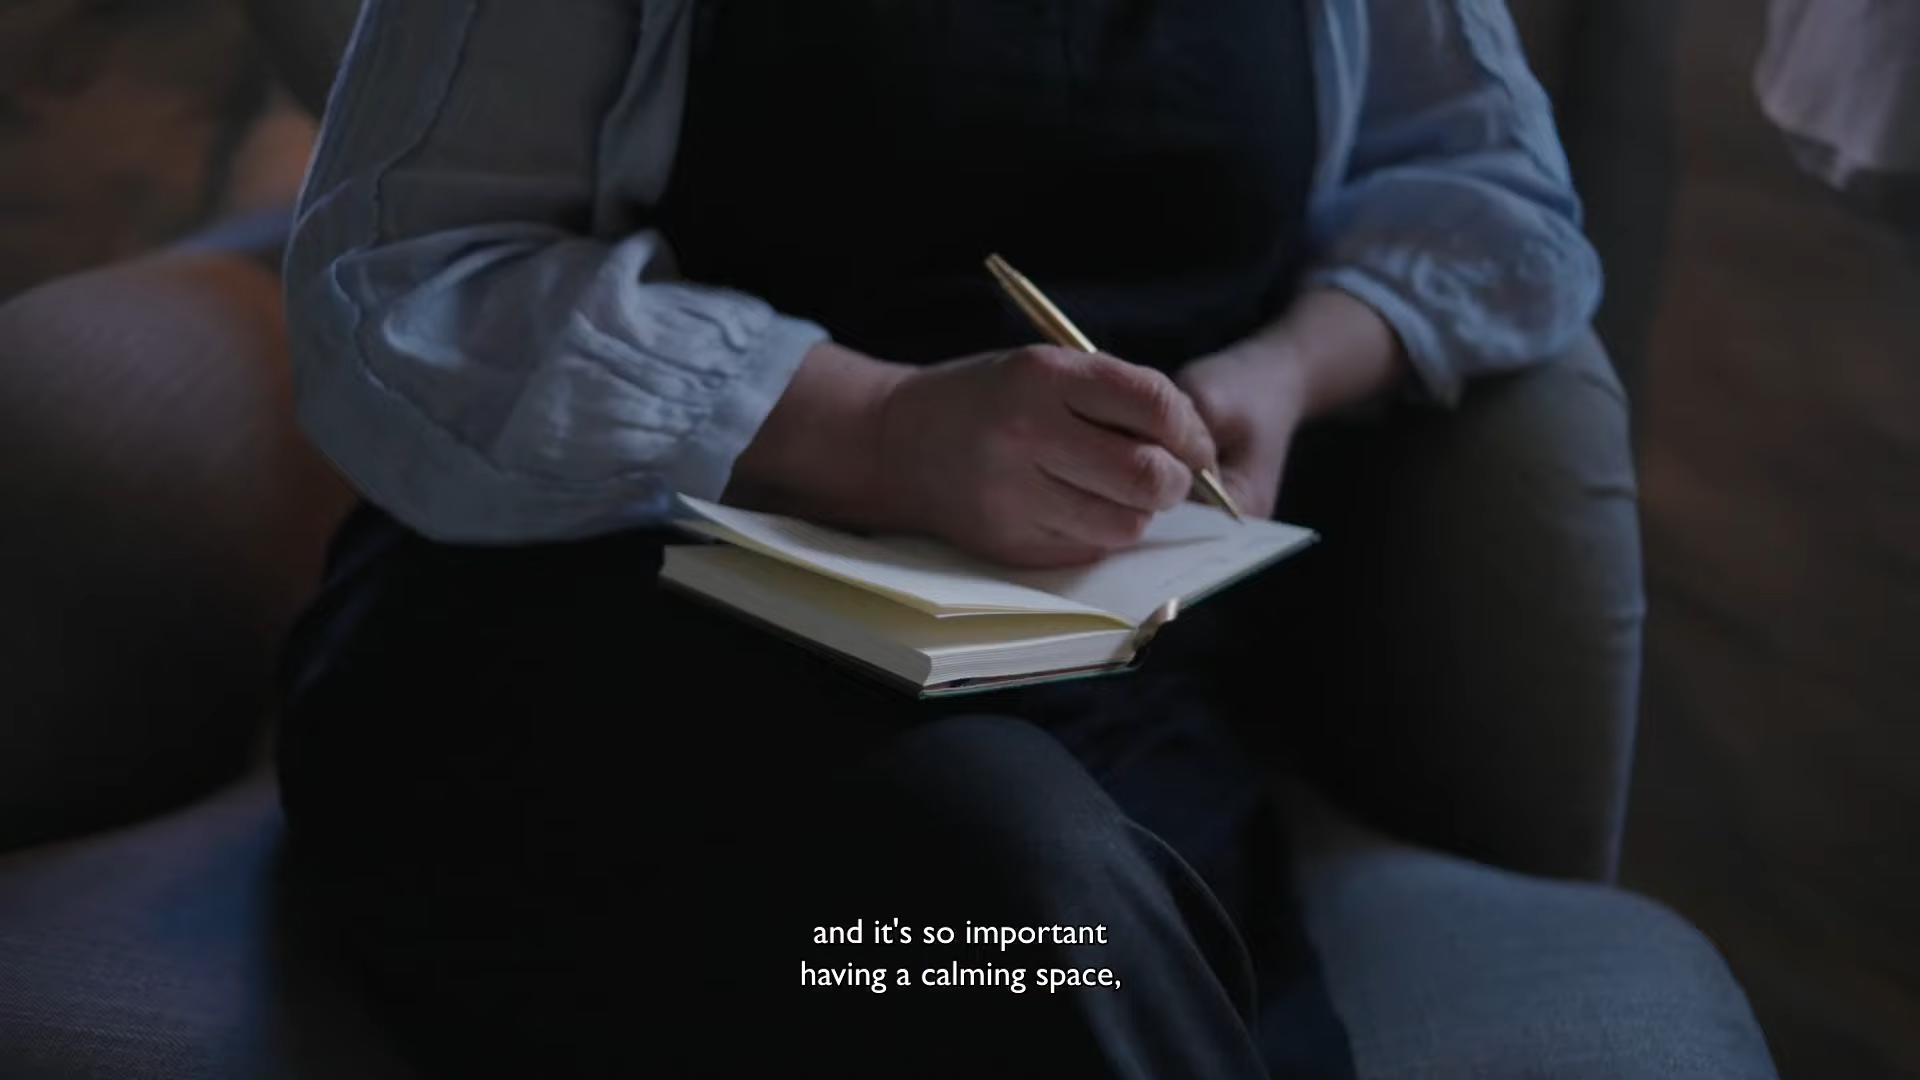 and it's so important
having a calming space,